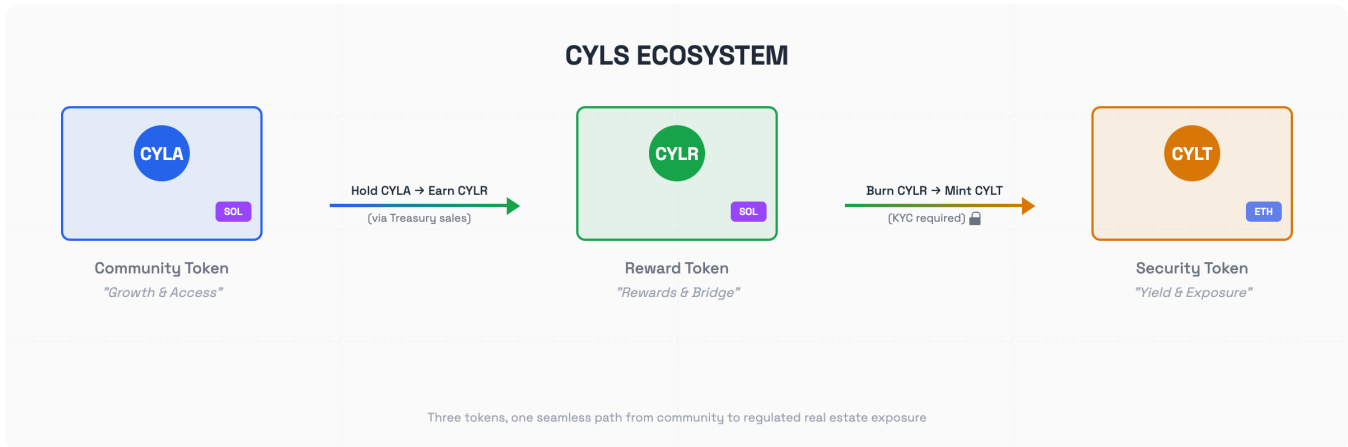 CYLS ECOSYSTEM
CYLA
SOL
Community Token
"Growth & Access"
Hold CYLA → Earn CYLR
(via Treasury sales)
CYLR
SOL
Reward Token
"Rewards & Bridge"
Burn CYLR → Mint CYLT
(KYC required)
CYLT
ETH
Security Token
"Yield & Exposure"
Three tokens, one seamless path from community to regulated real estate exposure